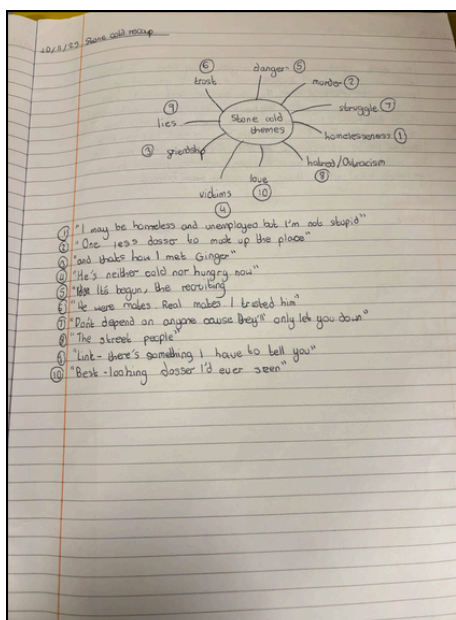 10/11/22 Stone cold recap
⑥
trust
danger- ⑤
murder ②
struggle ⑦
homelessness ①
hatred/Ostracism
⑧
love
⑩
victims
④
③ friendship
⑨
lies
Stone cold
themes
① "I may be homeless and unemployed but I'm not stupid"
② "One less dosser to muck up the place"
③ "and thats how I met Ginger"
④ "He's neither cold nor hungry now"
⑤ "Its begun, the recruiting
⑥ "We were mates. Real mates. I trusted him"
⑦ "Don't depend on anyone cause they'll only let you down"
⑧ "The street people"
⑨ "Link- there's something I have to tell you"
⑩ "Best-looking dosser I'd ever seen"